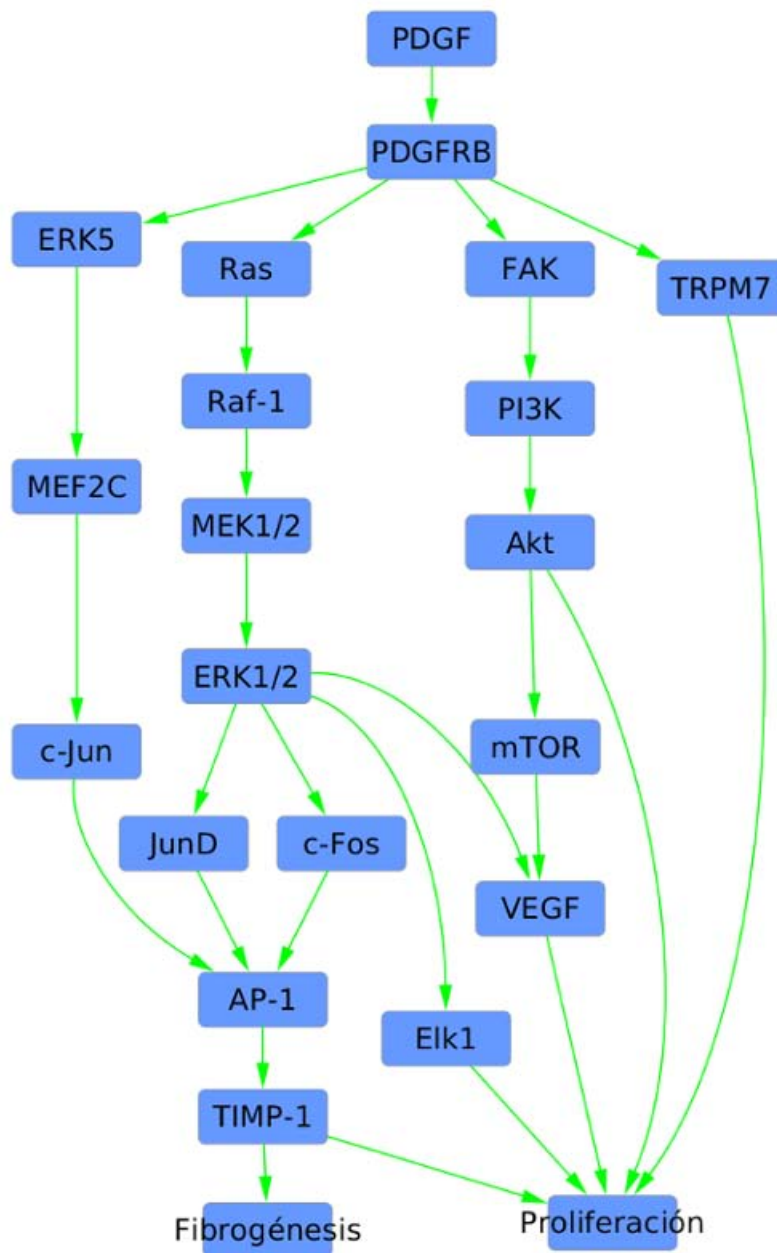 PDGF
PDGFRB
ERK5
Ras
FAK
TRPM7
Raf-1
PI3K
MEF2C
MEK1/2
Akt
ERK1/2
c-Jun
mTOR
JunD
c-Fos
VEGF
AP-1
Elk1
TIMP-1
Fibrogénesis
Proliferación